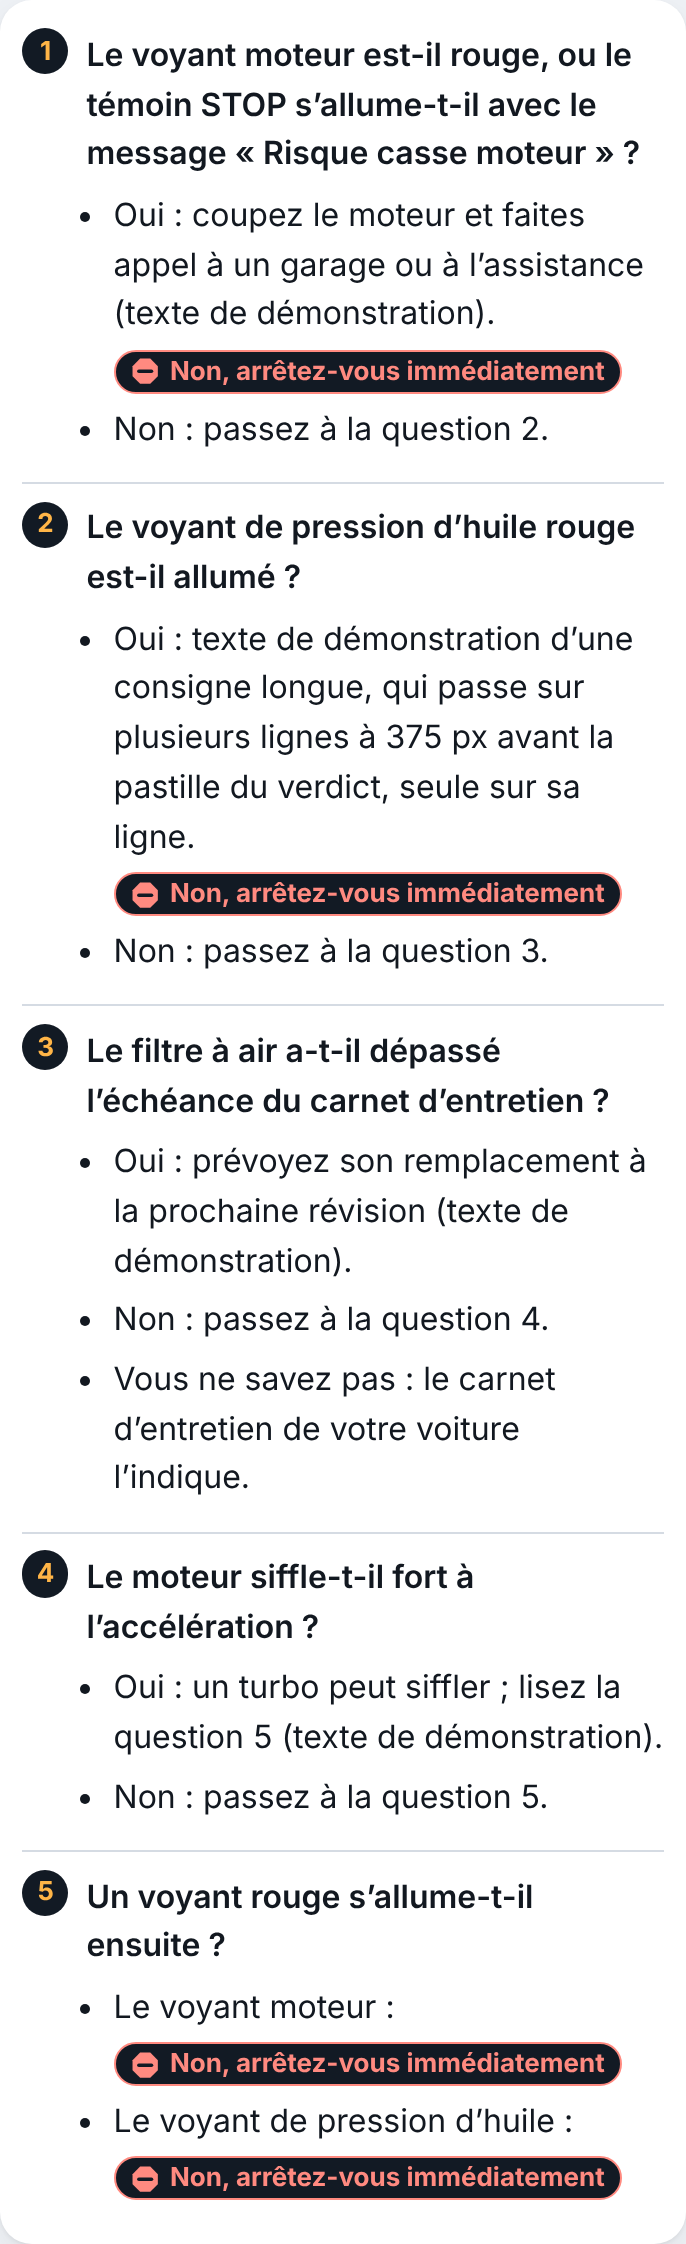 1
Le voyant moteur est-il rouge, ou le
témoin STOP s’allume-t-il avec le
message « Risque casse moteur » ?
• Oui : coupez le moteur et faites
appel à un garage ou à l’assistance
(texte de démonstration).
Non, arrêtez-vous immédiatement
• Non : passez à la question 2.
2
Le voyant de pression d’huile rouge
est-il allumé ?
• Oui : texte de démonstration d’une
consigne longue, qui passe sur
plusieurs lignes à 375 px avant la
pastille du verdict, seule sur sa
ligne.
Non, arrêtez-vous immédiatement
• Non : passez à la question 3.
3
Le filtre à air a-t-il dépassé
l’échéance du carnet d’entretien ?
• Oui : prévoyez son remplacement à
la prochaine révision (texte de
démonstration).
• Non : passez à la question 4.
• Vous ne savez pas : le carnet
d’entretien de votre voiture
l’indique.
4
Le moteur siffle-t-il fort à
l’accélération ?
• Oui : un turbo peut siffler ; lisez la
question 5 (texte de démonstration).
• Non : passez à la question 5.
5
Un voyant rouge s’allume-t-il
ensuite ?
• Le voyant moteur :
Non, arrêtez-vous immédiatement
• Le voyant de pression d’huile :
Non, arrêtez-vous immédiatement